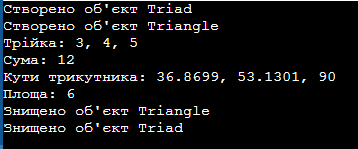 Створено об'єкт Triad
Створено об'єкт Triangle
Трійка: 3, 4, 5
Сума: 12
Кути трикутника: 36.8699, 53.1301, 90
Площа: 6
Знищено об'єкт Triangle
Знищено об'єкт Triad